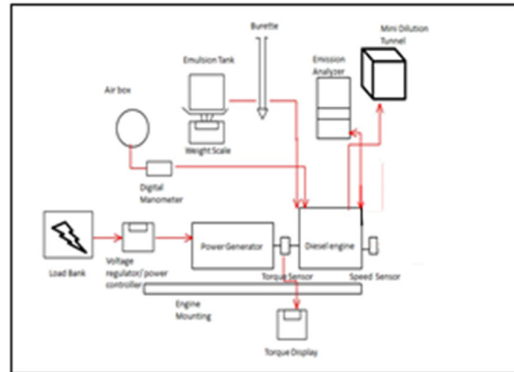 Burette
Mini Dilution
Tunnel
Emulsion Tank
Emission
Analyzer
Air box
Weight Scale
Digital
Manometer
Power Generator
Diesel engine
Load Bank
Voltage
regulator/power
controller
Torque Sensor
Speed Sensor
Engine
Mounting
Torque Display